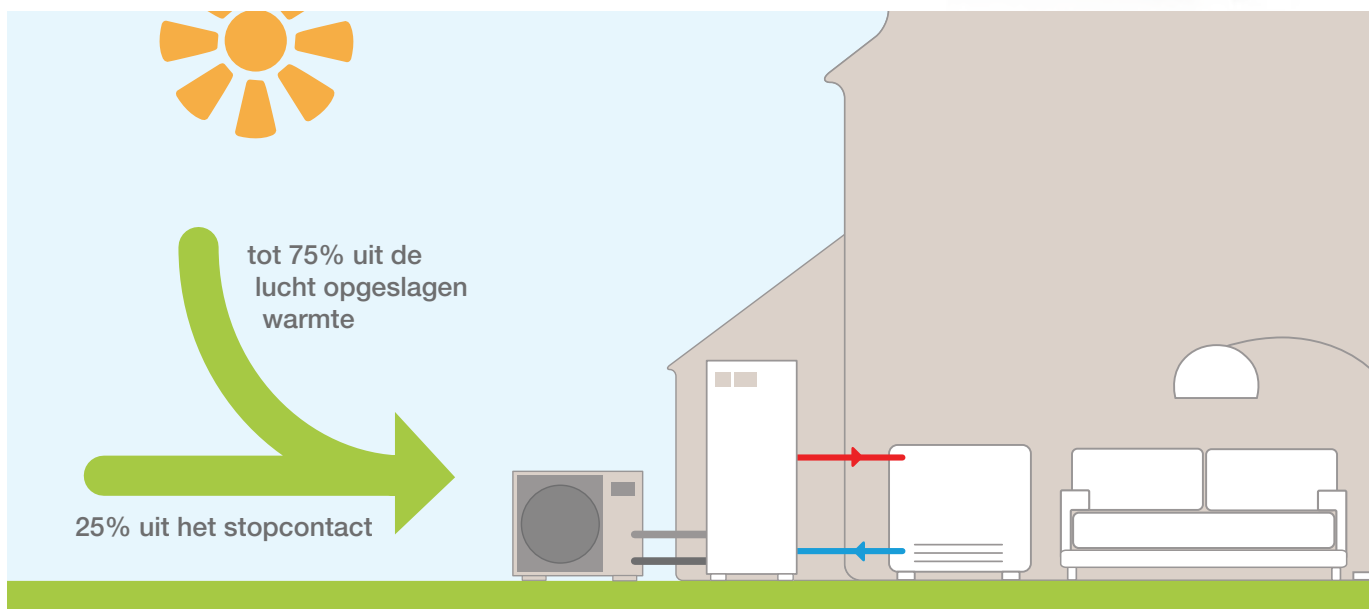 tot 75% uit de
lucht opgeslagen
warmte
25% uit het stopcontact